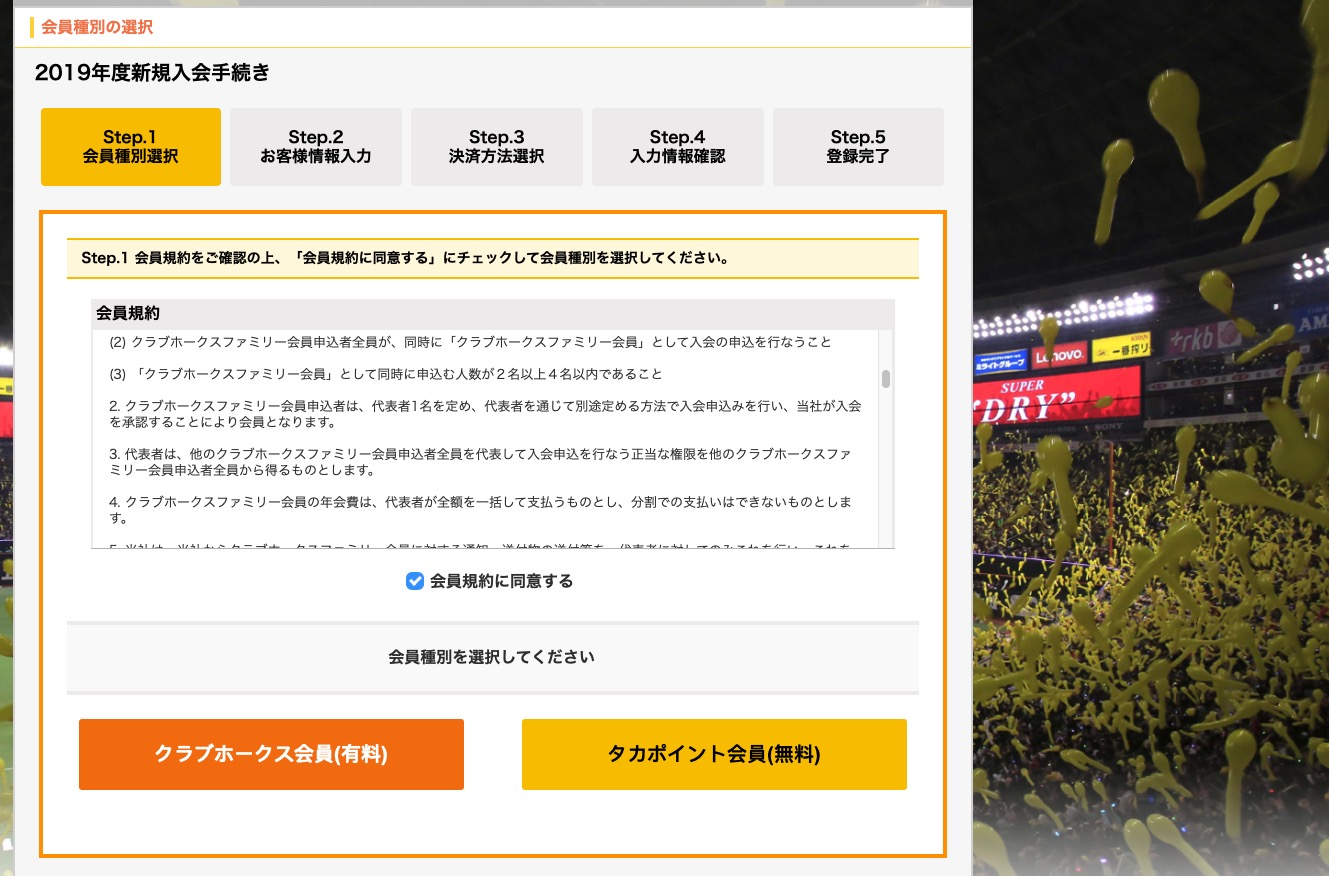 会員種別の選択
2019年度新規入会手続き
Step.1
会員種別選択
Step.2
お客様情報入力
Step.3
決済方法選択
Step.4
入力情報確認
Step.5
登録完了
Step.1 会員規約をご確認の上、「会員規約に同意する」にチェックして会員種別を選択してください。
会員規約
(2) クラブホークスファミリー会員申込者全員が、同時に「クラブホークスファミリー会員」として入会の申込を行なうこと
(3) 「クラブホークスファミリー会員」として同時に申込む人数が２名以上４名以内であること
2. クラブホークスファミリー会員申込者は、代表者1名を定め、代表者を通じて別途定める方法で入会申込みを行い、当社が入会
を承認することにより会員となります。
3. 代表者は、他のクラブホークスファミリー会員申込者全員を代表して入会申込を行なう正当な権限を他のクラブホークスファ
ミリー会員申込者全員から得るものとします。
4. クラブホークスファミリー会員の年会費は、代表者が全額を一括して支払うものとし、分割での支払いはできないものとしま
す。
会員規約に同意する
会員種別を選択してください
クラブホークス会員(有料)
タカポイント会員(無料)
Lenovo
KIRIN
一番搾り
rkb
SUPER
"DRY"
SONY